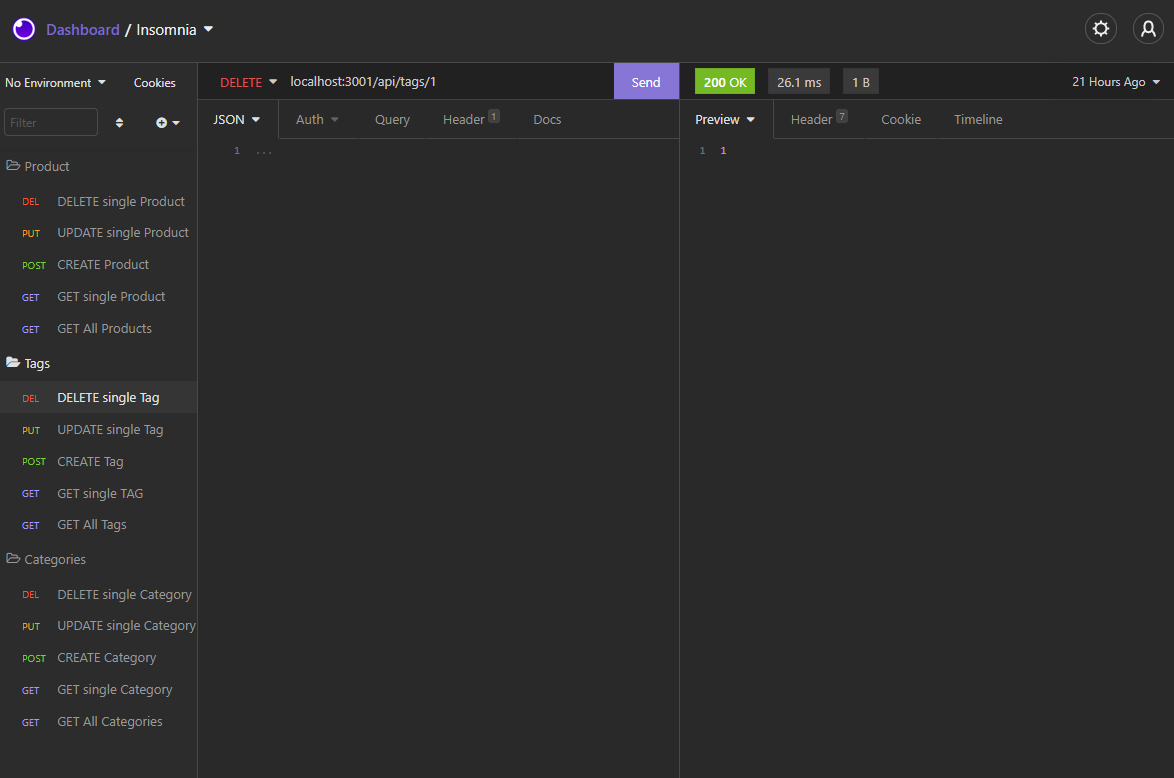 Dashboard / Insomnia
No Environment Cookies
DELETE localhost:3001/api/tags/1 Send
200 OK 26.1 ms 1 B 21 Hours Ago
Filter
JSON Auth Query Header 1 Docs
Preview Header 7 Cookie Timeline
1 ...
1 1
Product
DEL DELETE single Product
PUT UPDATE single Product
POST CREATE Product
GET GET single Product
GET GET All Products
Tags
DEL DELETE single Tag
PUT UPDATE single Tag
POST CREATE Tag
GET GET single TAG
GET GET All Tags
Categories
DEL DELETE single Category
PUT UPDATE single Category
POST CREATE Category
GET GET single Category
GET GET All Categories